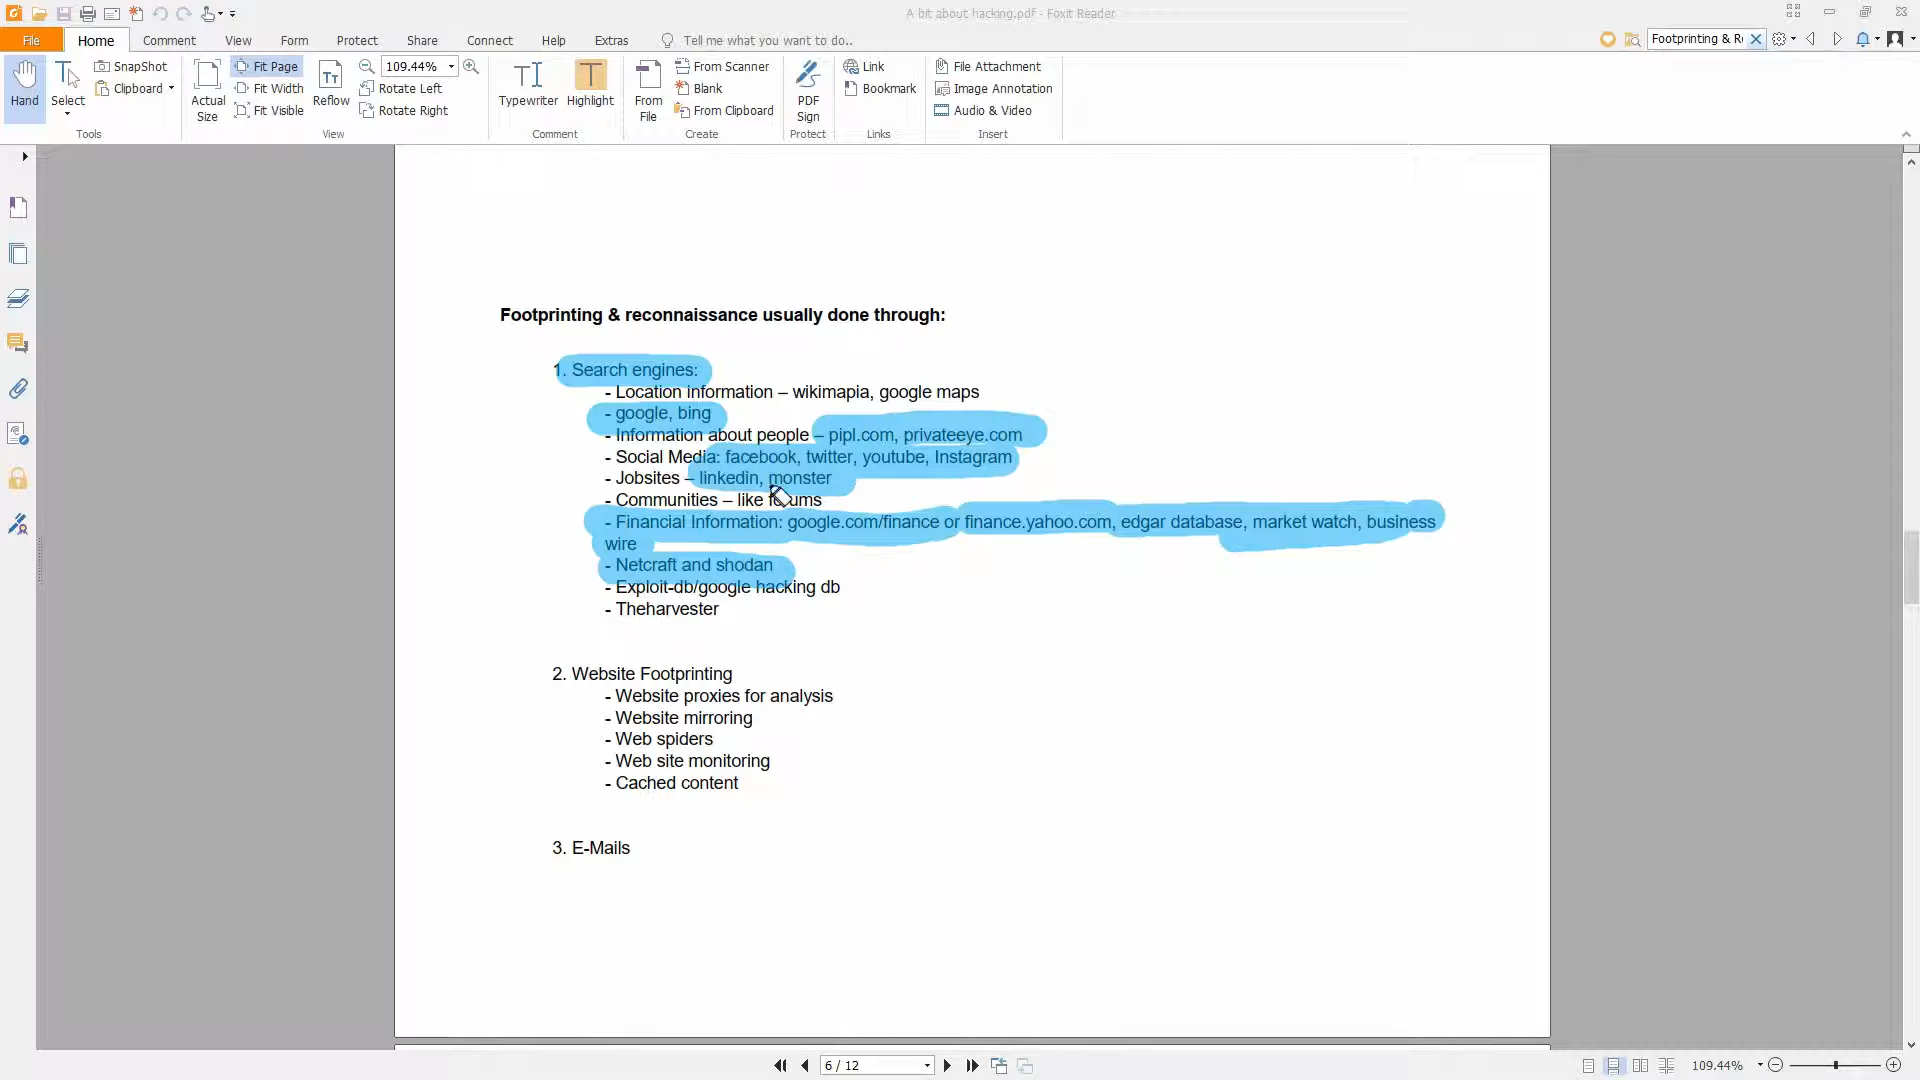 A bit about hacking.pdf - Foxit Reader
File Home Comment View Form Protect Share Connect Help Extras Tell me what you want to do.. Footprinting & R
Hand
Select
SnapShot
Clipboard
Tools
Actual Size
Fit Page
Fit Width
Fit Visible
Reflow
109.44%
Rotate Left
Rotate Right
View
Typewriter
Highlight
Comment
From File
From Scanner
Blank
From Clipboard
Create
PDF Sign
Protect
Link
Bookmark
Links
File Attachment
Image Annotation
Audio & Video
Insert
Footprinting & reconnaissance usually done through:
1. Search engines:
- Location information – wikimapia, google maps
- google, bing
- Information about people – pipl.com, privateeye.com
- Social Media: facebook, twitter, youtube, Instagram
- Jobsites – linkedin, monster
- Communities – like forums
- Financial Information: google.com/finance or finance.yahoo.com, edgar database, market watch, business
wire
- Netcraft and shodan
- Exploit-db/google hacking db
- Theharvester
2. Website Footprinting
- Website proxies for analysis
- Website mirroring
- Web spiders
- Web site monitoring
- Cached content
3. E-Mails
6 / 12
109.44%